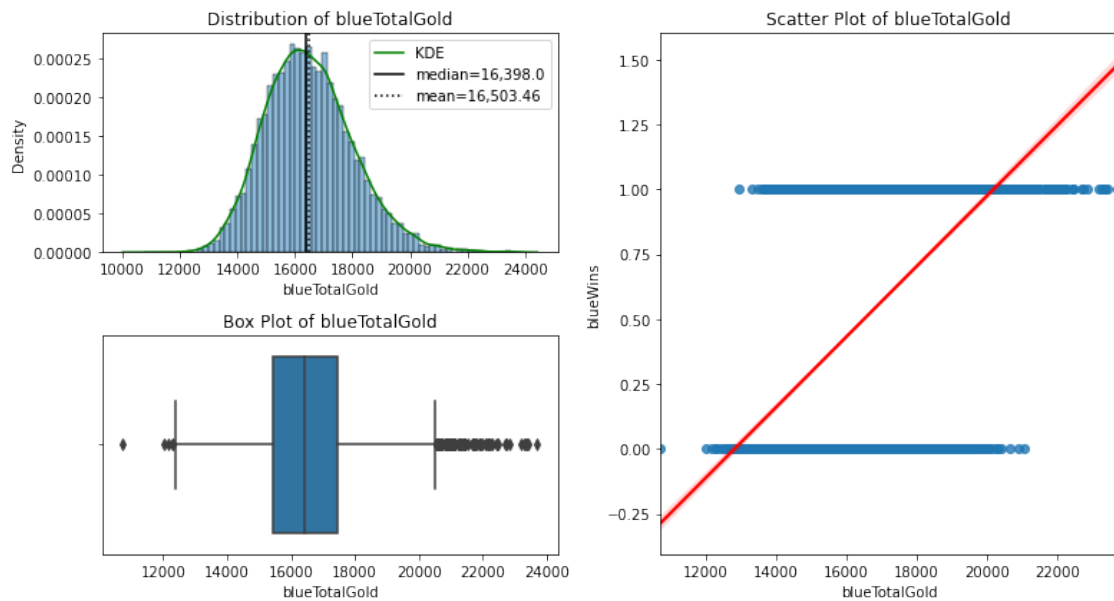 Distribution of blueTotalGold
KDE
median=16,398.0
mean=16,503.46
Density
0.00025
0.00020
0.00015
0.00010
0.00005
0.00000
10000 12000 14000 16000 18000 20000 22000 24000
blueTotalGold
Box Plot of blueTotalGold
12000 14000 16000 18000 20000 22000 24000
blueTotalGold
Scatter Plot of blueTotalGold
blueWins
1.50
1.25
1.00
0.75
0.50
0.25
0.00
−0.25
12000 14000 16000 18000 20000 22000
blueTotalGold